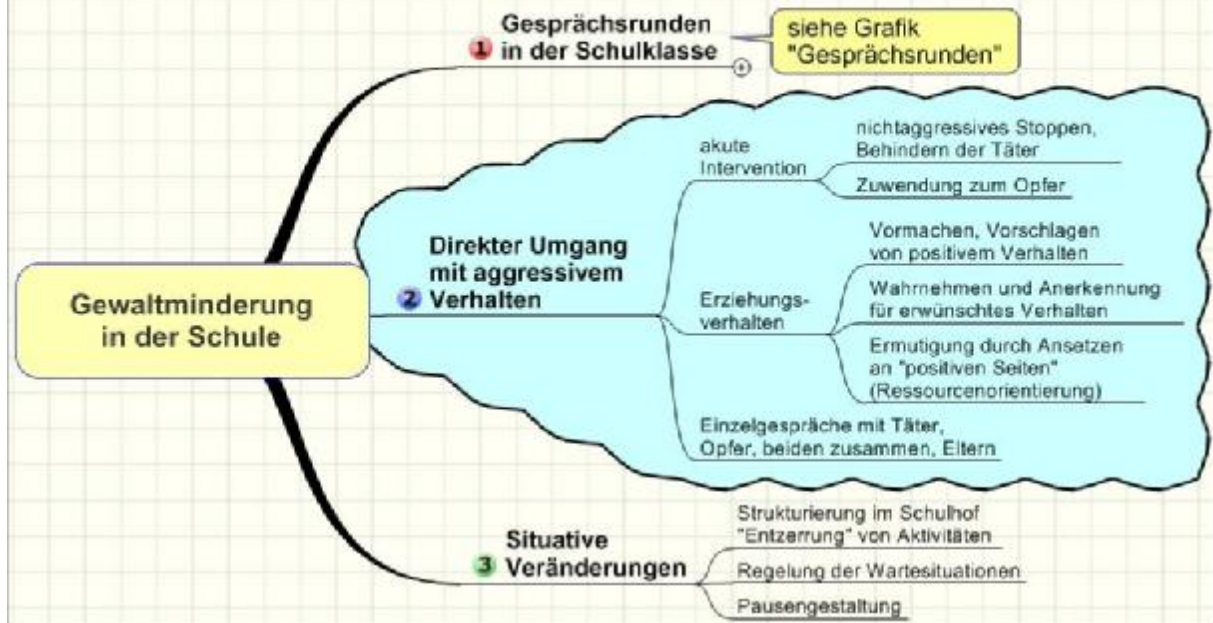 Gewaltminderung
in der Schule
1
Gesprächsrunden
in der Schulklasse
siehe Grafik
"Gesprächsrunden"
2
Direkter Umgang
mit aggressivem
Verhalten
akute
Intervention
nichtaggressives Stoppen,
Behindern der Täter
Zuwendung zum Opfer
Erziehungs-
verhalten
Vormachen, Vorschlagen
von positivem Verhalten
Wahrnehmen und Anerkennung
für erwünschtes Verhalten
Ermutigung durch Ansetzen
an "positiven Seiten"
(Ressourcenorientierung)
Einzelgespräche mit Täter,
Opfer, beiden zusammen, Eltern
3
Situative
Veränderungen
Strukturierung im Schulhof
"Entzerrung" von Aktivitäten
Regelung der Wartesituationen
Pausengestaltung